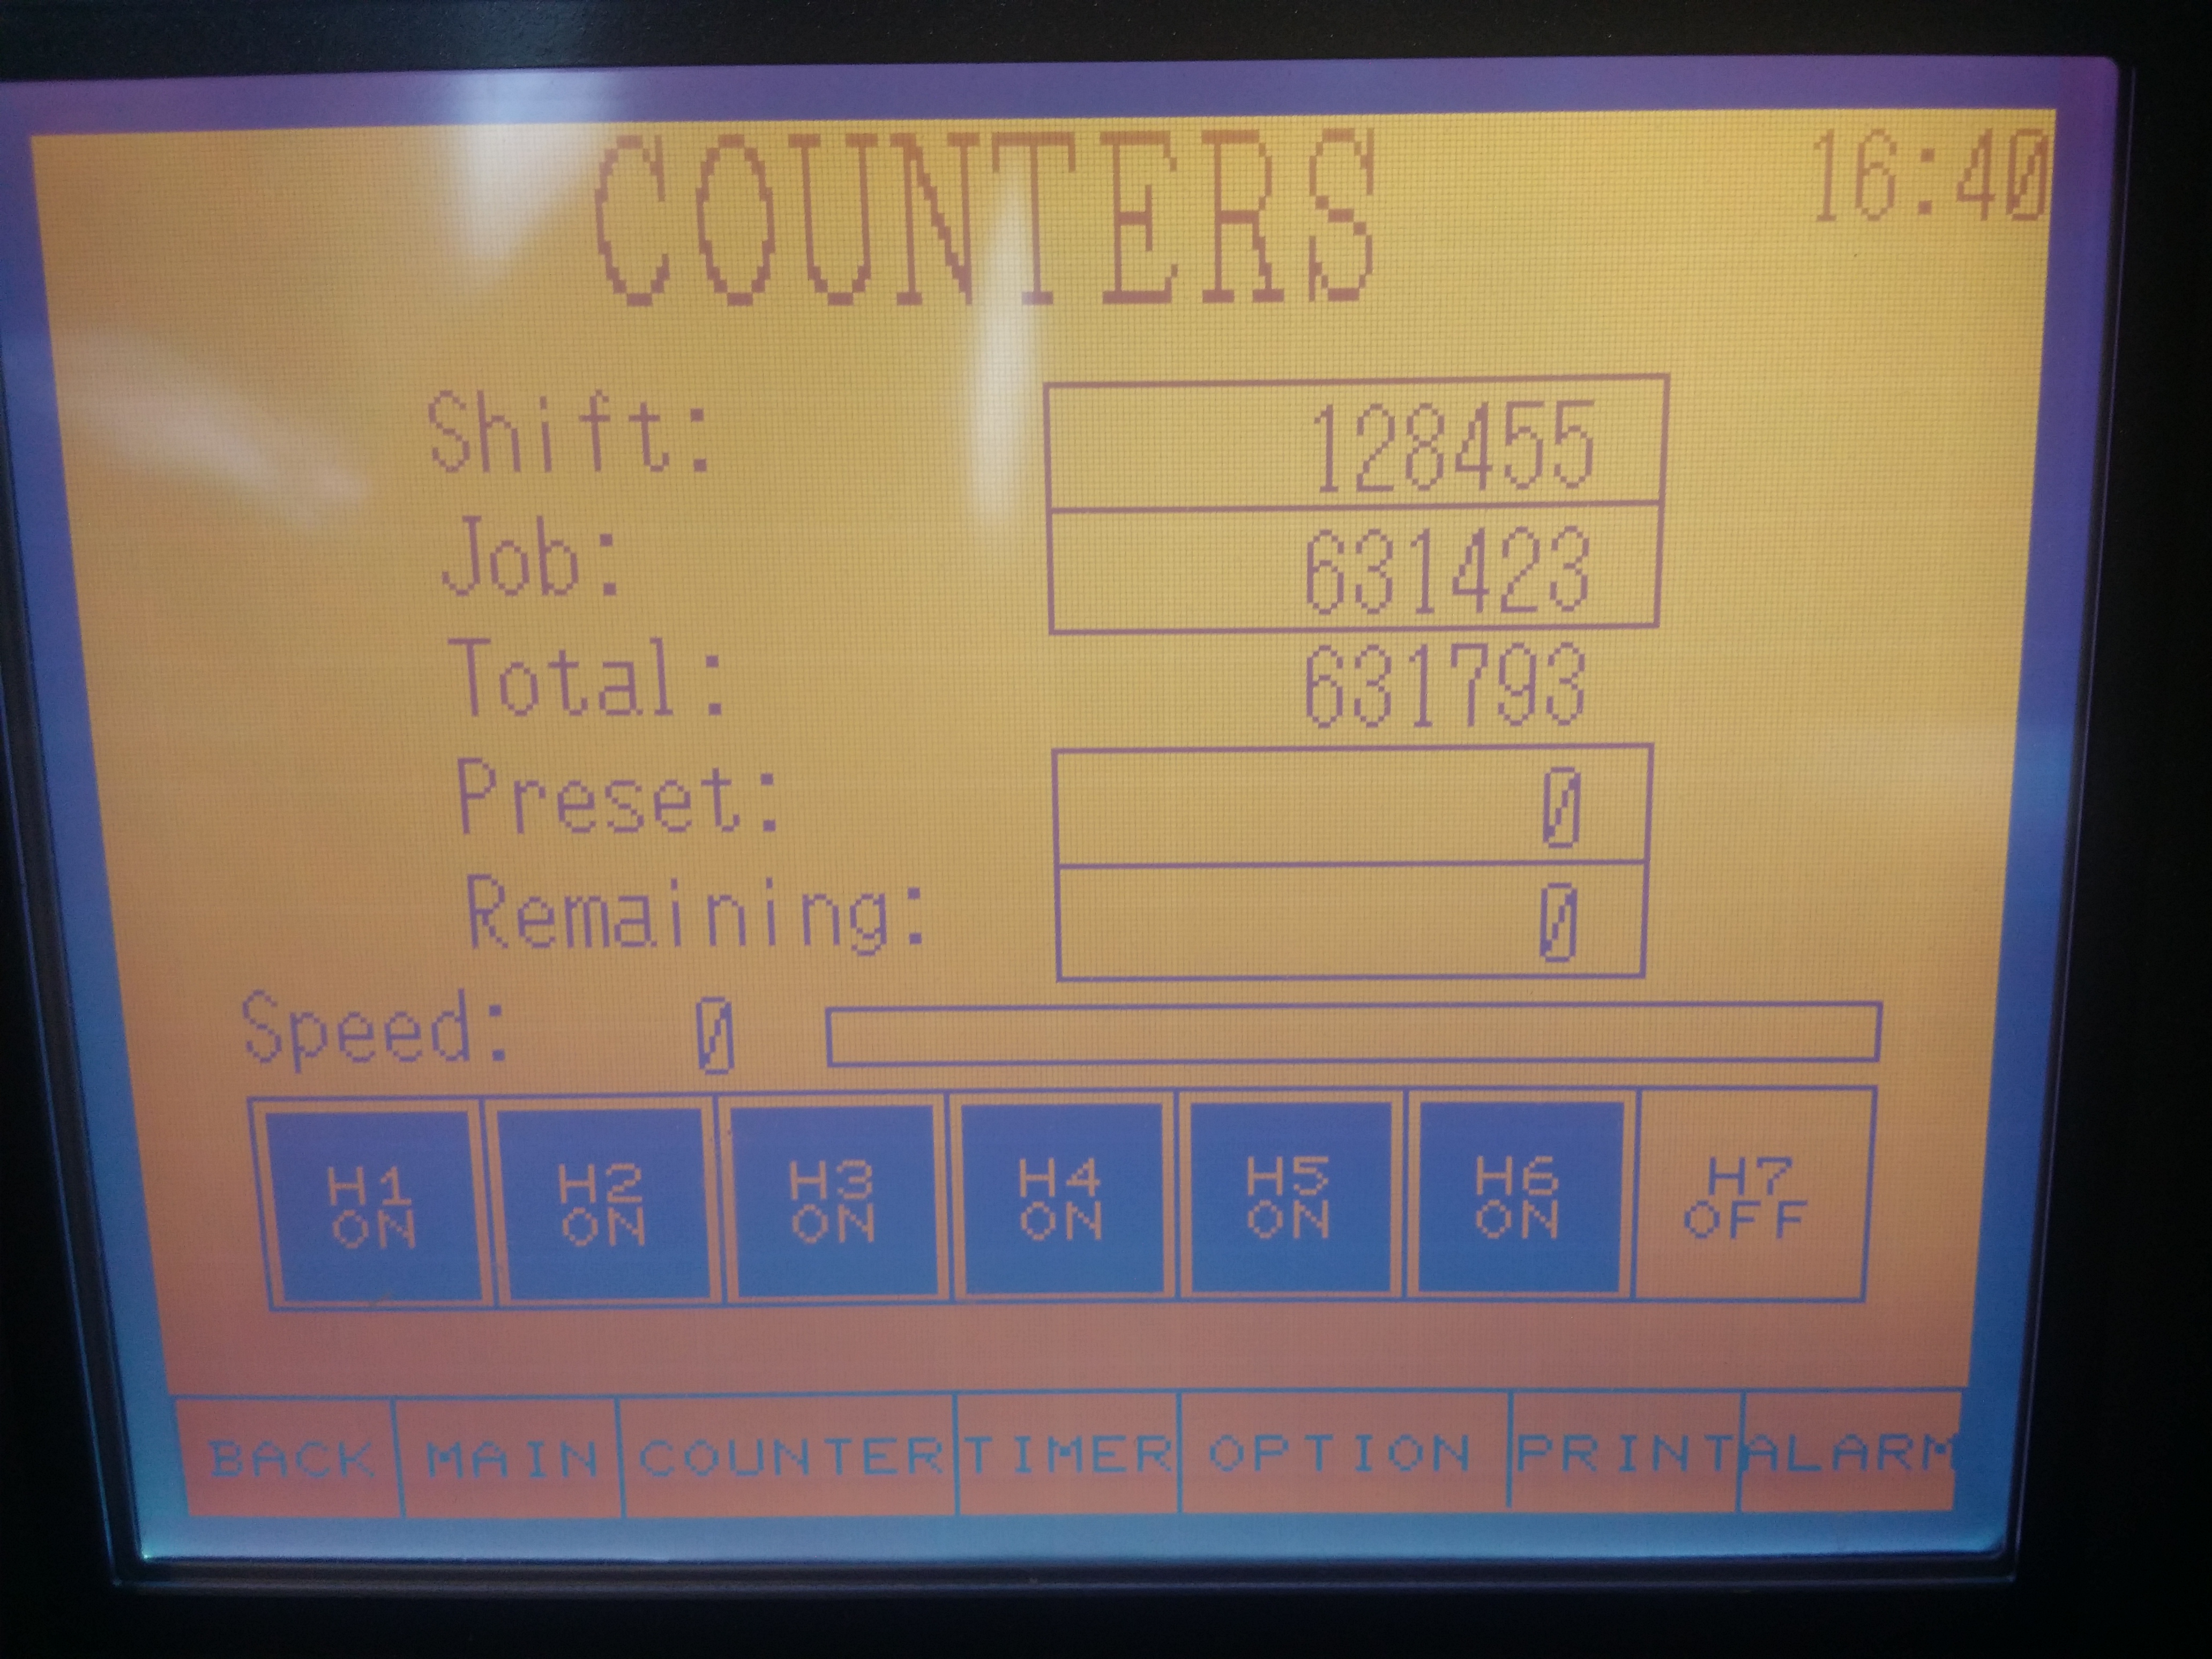 COUNTERS 16:40
Shift: 128455
Job: 631423
Total: 631793
Preset: 0
Remaining: 0
Speed: 0
H1 H2 H3 H4 H5 H6 H7
ON ON ON ON ON ON OFF
BACK MAIN COUNTER TIMER OPTION PRINT ALARM